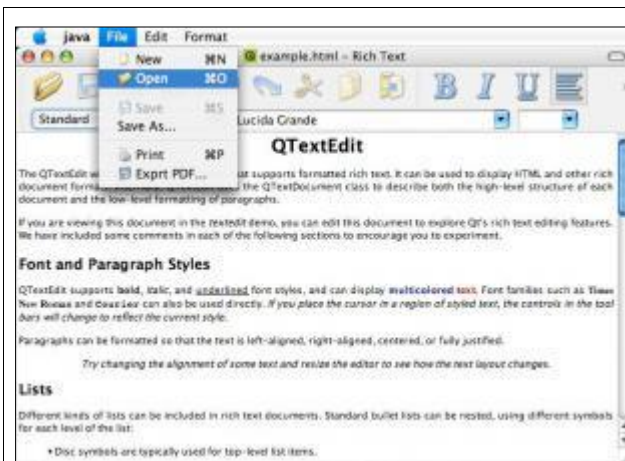 java File Edit Format
example.html – Rich Text
New ⌘N
Open ⌘O
Save ⌘S
Save As...
Print ⌘P
Exprt PDF...
B I U
Standard
Lucida Grande
QTextEdit
The QTextEdit w at supports formatted rich text. It can be used to display HTML and other rich
document forma the QTextDocument class to describe both the high-level structure of each
document and the low-level formatting of paragraphs.
If you are viewing this document in the textedit demo, you can edit this document to explore Qt's rich text editing features.
We have included some comments in each of the following sections to encourage you to experiment.
Font and Paragraph Styles
QTextEdit supports bold, italic, and underlined font styles, and can display multicolored text. Font families such as Times
New Roman and Courier can also be used directly. If you place the cursor in a region of styled text, the controls in the tool
bars will change to reflect the current style.
Paragraphs can be formatted so that the text is left-aligned, right-aligned, centered, or fully justified.
Try changing the alignment of some text and resize the editor to see how the text layout changes.
Lists
Different kinds of lists can be included in rich text documents. Standard bullet lists can be nested, using different symbols
for each level of the list:
• Disc symbols are typically used for top-level list items.